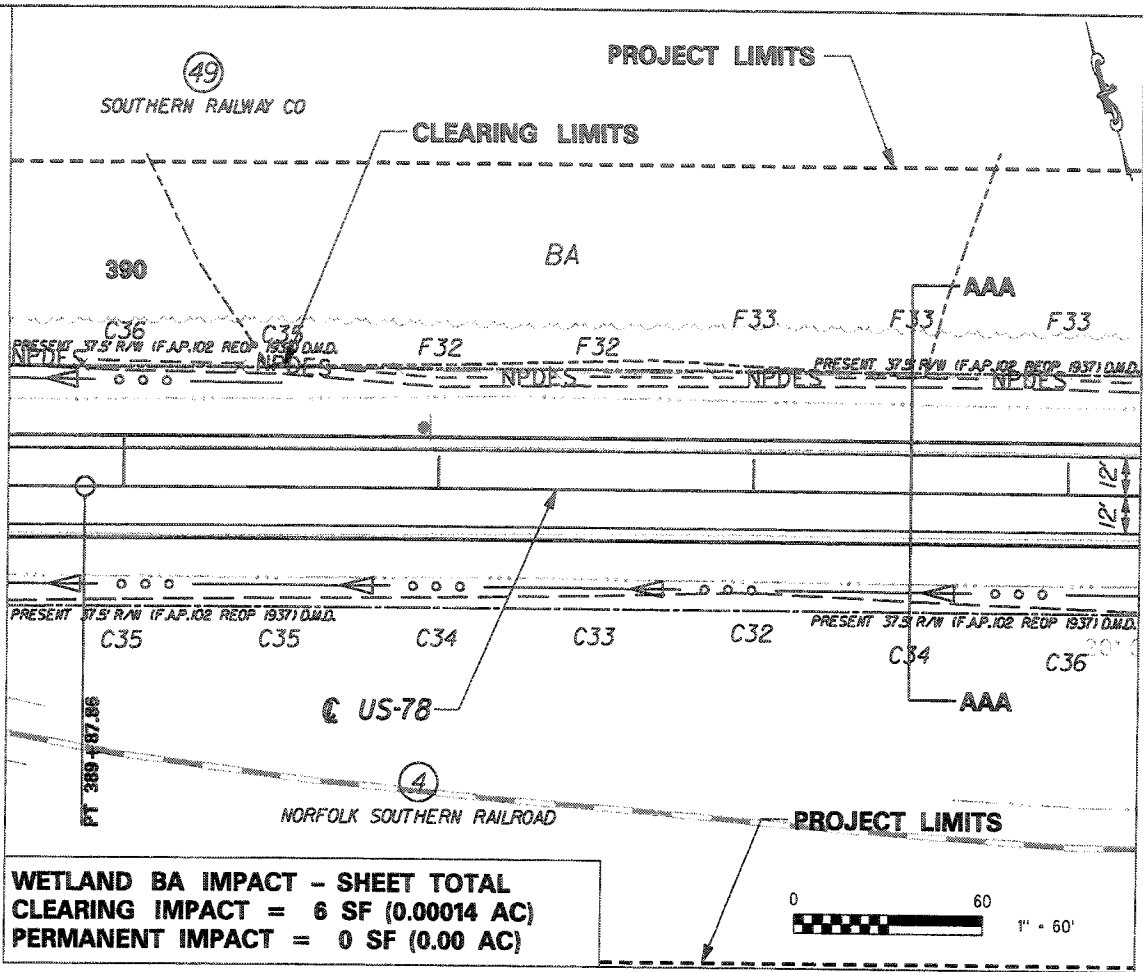 PROJECT LIMITS
49
SOUTHERN RAILWAY CO
CLEARING LIMITS
BA
390
AAA
C36 C35 F32 F32 F33 F33 F33
PRESENT 37.5' R/W (F.A.P.102 REOP 1937) D.M.D.
PRESENT 37.5' R/W (F.A.P.102 REOP 1937) D.M.D.
NPDES NPDES NPDES NPDES NPDES
12'
12'
PRESENT 37.5' R/W (F.A.P.102 REOP 1937) D.M.D.
PRESENT 37.5' R/W (F.A.P.102 REOP 1937) D.M.D.
C35 C35 C34 C33 C32 C34 C36
℄ US-78
AAA
PT 389+87.86
4
NORFOLK SOUTHERN RAILROAD
PROJECT LIMITS
WETLAND BA IMPACT - SHEET TOTAL
CLEARING IMPACT = 6 SF (0.00014 AC)
PERMANENT IMPACT = 0 SF (0.00 AC)
0 60
1" = 60'